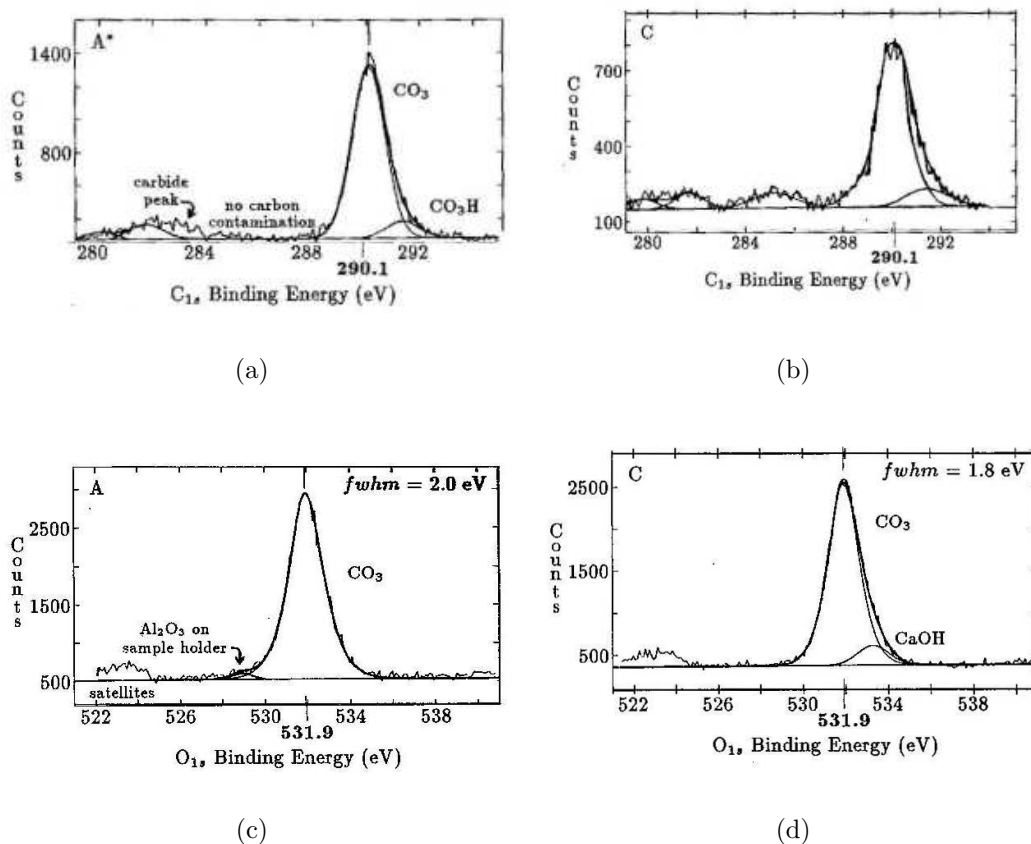 A*
1400
800
Counts
CO₃
carbide
peak
no carbon
contamination
CO₃H
280 284 288 292
290.1
C₁ₛ Binding Energy (eV)
(a)
C
700
400
100
Counts
280 284 288 292
290.1
C₁ₛ Binding Energy (eV)
(b)
A
fwhm = 2.0 eV
2500
1500
500
Counts
CO₃
Al₂O₃ on
sample holder
satellites
522 526 530 534 538
531.9
O₁ₛ Binding Energy (eV)
(c)
C
fwhm = 1.8 eV
2500
1500
500
Counts
CO₃
CaOH
522 526 530 534 538
531.9
O₁ₛ Binding Energy (eV)
(d)